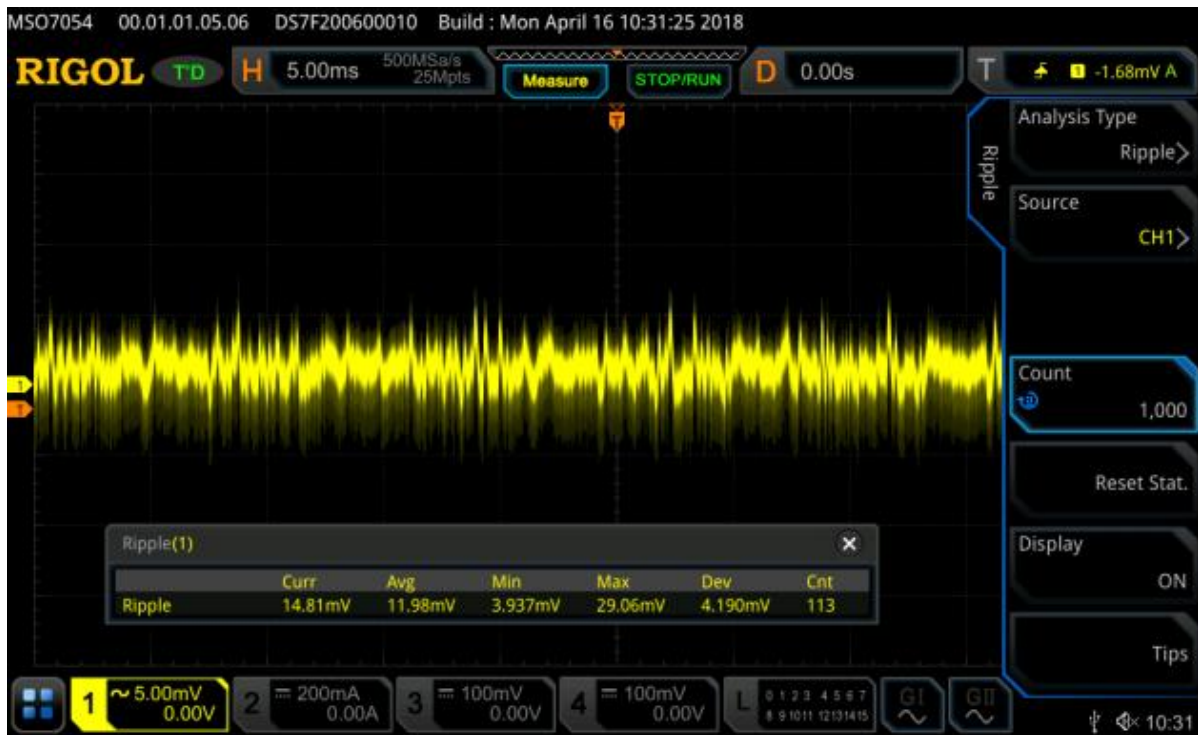 MSO7054 00.01.01.05.06 DS7F200600010 Build : Mon April 16 10:31:25 2018
RIGOL T'D H 5.00ms 500MSa/s 25Mpts Measure STOP/RUN D 0.00s T 1 -1.68mV A
T
Ripple
Analysis Type
Ripple>
Source
CH1>
Count
1,000
Reset Stat.
Display
ON
Tips
1
T
Ripple(1)
Curr Avg Min Max Dev Cnt
Ripple 14.81mV 11.98mV 3.937mV 29.06mV 4.190mV 113
1 5.00mV 0.00V
2 200mA 0.00A
3 100mV 0.00V
4 100mV 0.00V
L 0 1 2 3 4 5 6 7
8 9 10 11 12 13 14 15
GI
GII
10:31